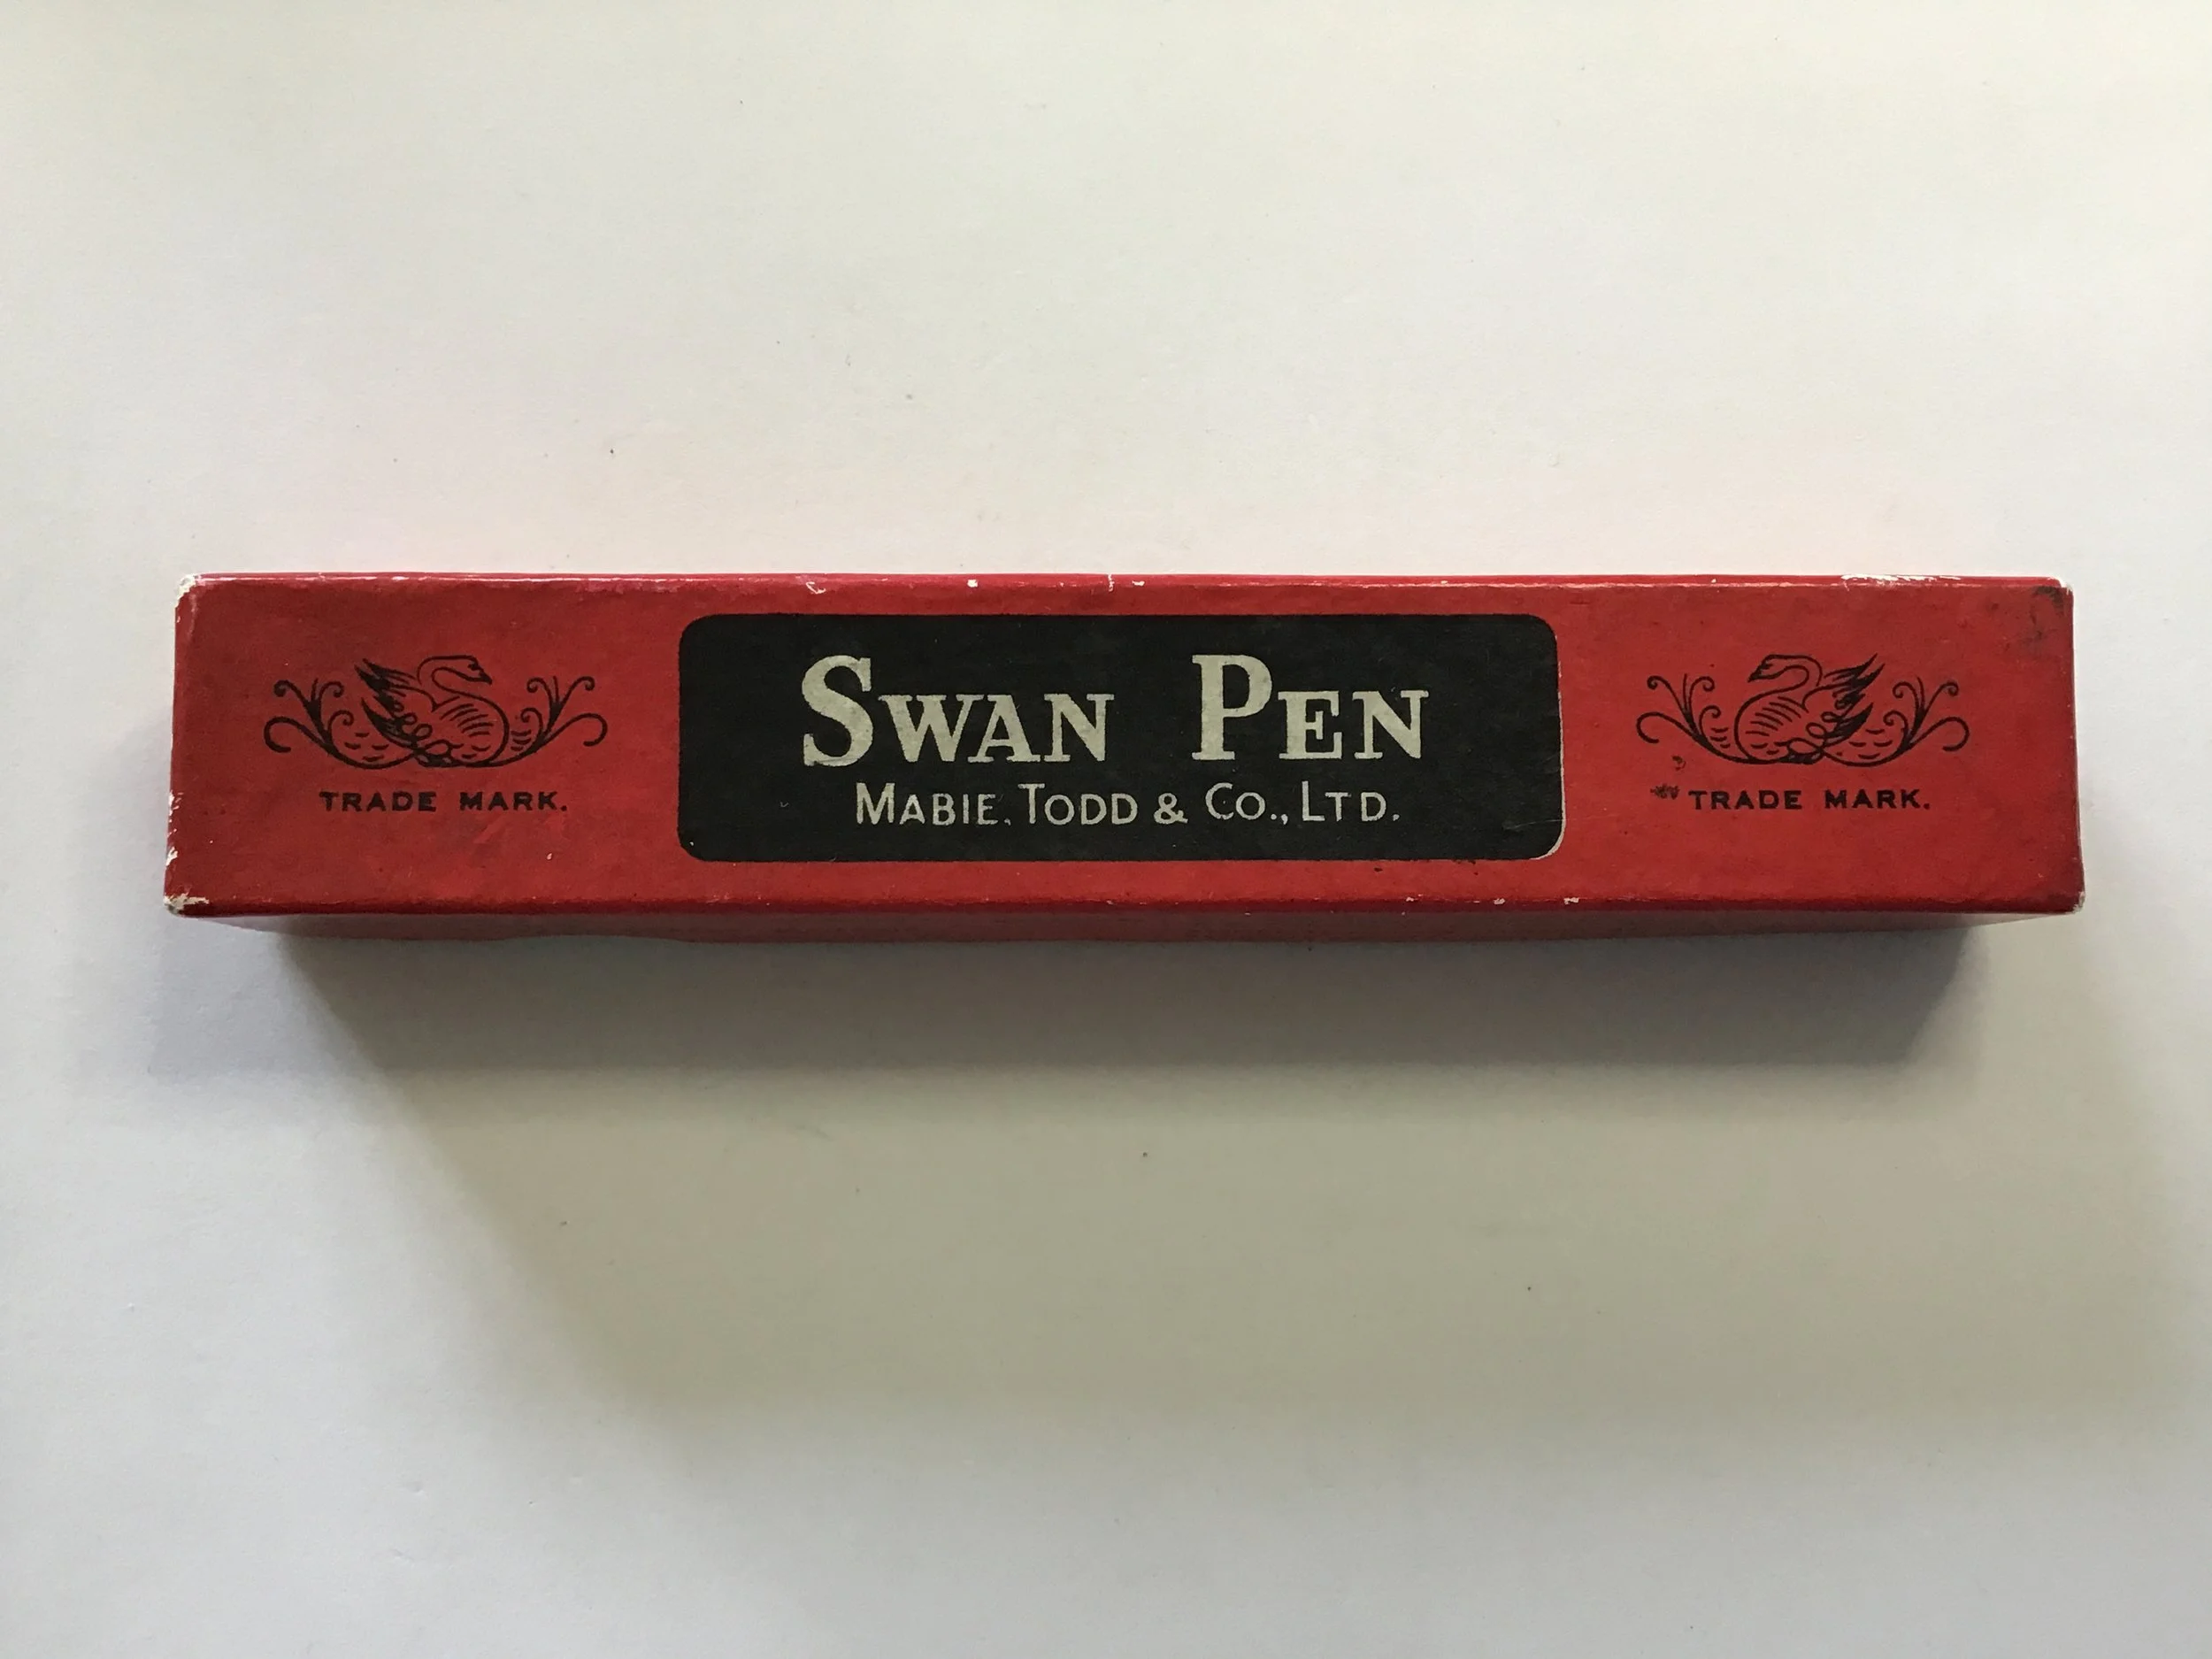 SWAN PEN
MABIE, TODD & CO., LTD.
TRADE MARK.
TRADE MARK.